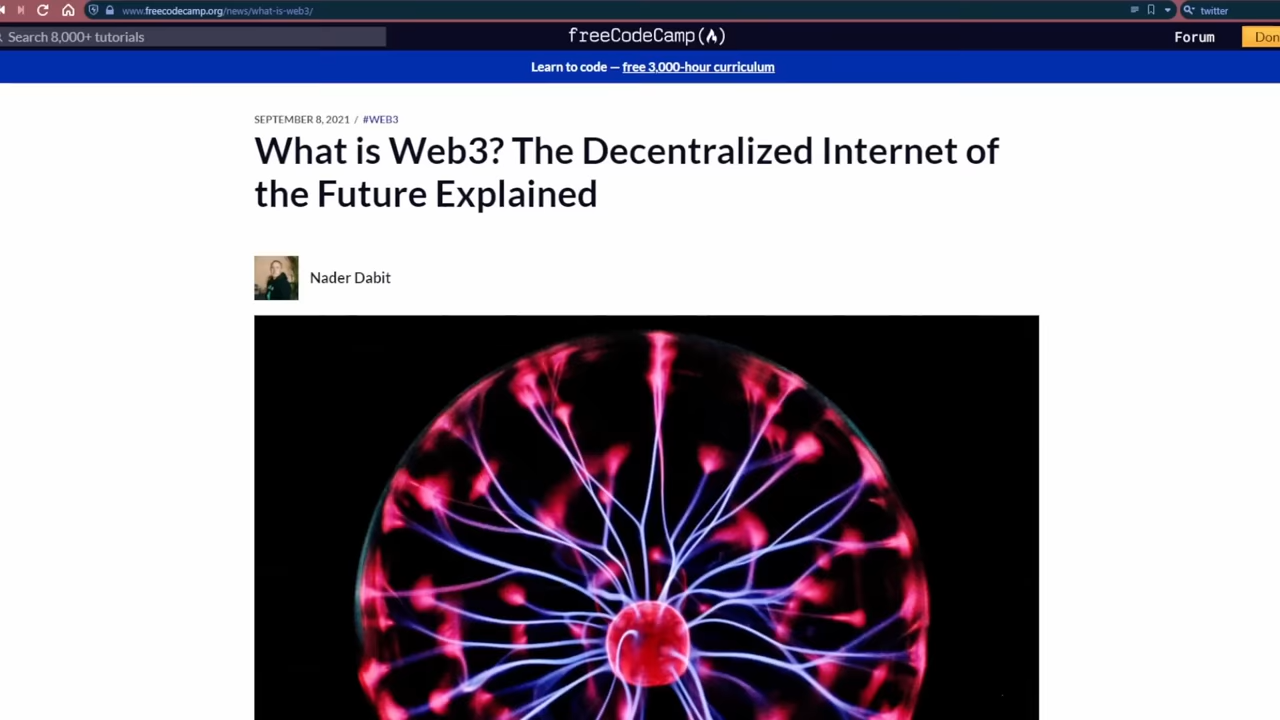 www.freecodecamp.org/news/what-is-web3/
twitter
Search 8,000+ tutorials
freeCodeCamp
Forum
Don
Learn to code — free 3,000-hour curriculum
SEPTEMBER 8, 2021 / #WEB3
What is Web3? The Decentralized Internet of
the Future Explained
Nader Dabit